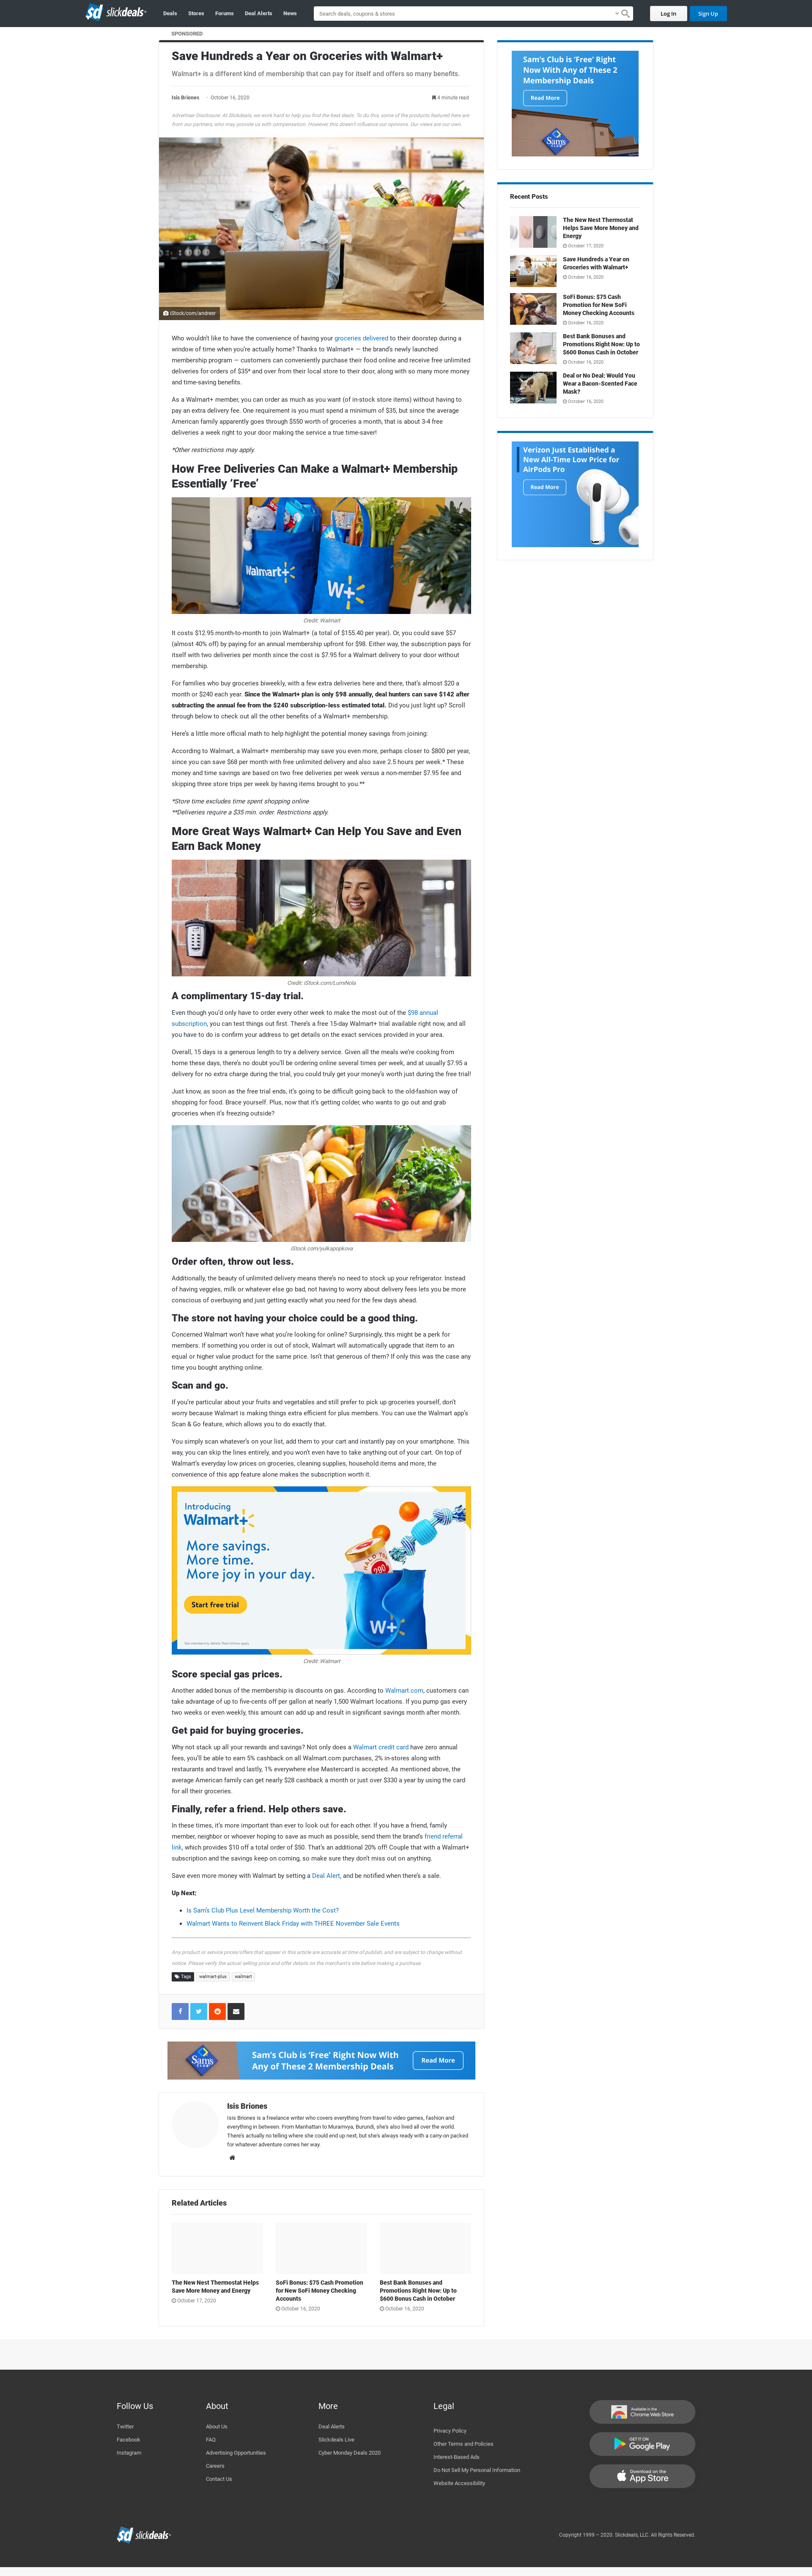 sd slickdeals
Deals Stores Forums Deal Alerts News
Search deals, coupons & stores
Log In
Sign Up
SPONSORED
Save Hundreds a Year on Groceries with Walmart+
Walmart+ is a different kind of membership that can pay for itself and offers so many benefits.
Isis Briones - October 16, 2020
4 minute read
Advertiser Disclosure: At Slickdeals, we work hard to help you find the best deals. To do this, some of the products featured here are
from our partners, who may provide us with compensation. However, this doesn't influence our opinions. Our views are our own.
iStock/com/andresr
Who wouldn't like to have the convenience of having your groceries delivered to their doorstep during a
window of time when you're actually home? Thanks to Walmart+ — the brand's newly launched
membership program — customers can conveniently purchase their food online and receive free unlimited
deliveries for orders of $35* and over from their local store to their door, along with so many more money
and time-saving benefits.
As a Walmart+ member, you can order as much as you want (of in-stock store items) without having to
pay an extra delivery fee. One requirement is you must spend a minimum of $35, but since the average
American family apparently goes through $550 worth of groceries a month, that is about 3-4 free
deliveries a week right to your door making the service a true time-saver!
*Other restrictions may apply.
How Free Deliveries Can Make a Walmart+ Membership
Essentially 'Free'
Walmart
W+
Credit: Walmart
It costs $12.95 month-to-month to join Walmart+ (a total of $155.40 per year). Or, you could save $57
(almost 40% off) by paying for an annual membership upfront for $98. Either way, the subscription pays for
itself with two deliveries per month since the cost is $7.95 for a Walmart delivery to your door without
membership.
For families who buy groceries biweekly, with a few extra deliveries here and there, that's almost $20 a
month or $240 each year. Since the Walmart+ plan is only $98 annually, deal hunters can save $142 after
subtracting the annual fee from the $240 subscription-less estimated total. Did you just light up? Scroll
through below to check out all the other benefits of a Walmart+ membership.
Here's a little more official math to help highlight the potential money savings from joining:
According to Walmart, a Walmart+ membership may save you even more, perhaps closer to $800 per year,
since you can save $68 per month with free unlimited delivery and also save 2.5 hours per week.* These
money and time savings are based on two free deliveries per week versus a non-member $7.95 fee and
skipping three store trips per week by having items brought to you.**
*Store time excludes time spent shopping online
**Deliveries require a $35 min. order. Restrictions apply.
More Great Ways Walmart+ Can Help You Save and Even
Earn Back Money
Credit: iStock.com/LumiNola
A complimentary 15-day trial.
Even though you'd only have to order every other week to make the most out of the $98 annual
subscription, you can test things out first. There's a free 15-day Walmart+ trial available right now, and all
you have to do is confirm your address to get details on the exact services provided in your area.
Overall, 15 days is a generous length to try a delivery service. Given all the meals we're cooking from
home these days, there's no doubt you'll be ordering online several times per week, and at usually $7.95 a
delivery for no extra charge during the trial, you could truly get your money's worth just during the free trial!
Just know, as soon as the free trial ends, it's going to be difficult going back to the old-fashion way of
shopping for food. Brace yourself. Plus, now that it's getting colder, who wants to go out and grab
groceries when it's freezing outside?
iStock.com/yulkapopkova
Order often, throw out less.
Additionally, the beauty of unlimited delivery means there's no need to stock up your refrigerator. Instead
of having veggies, milk or whatever else go bad, not having to worry about delivery fees lets you be more
conscious of overbuying and just getting exactly what you need for the few days ahead.
The store not having your choice could be a good thing.
Concerned Walmart won't have what you're looking for online? Surprisingly, this might be a perk for
members. If something you order is out of stock, Walmart will automatically upgrade that item to an
equal or higher value product for the same price. Isn't that generous of them? If only this was the case any
time you bought anything online.
Scan and go.
If you're particular about your fruits and vegetables and still prefer to pick up groceries yourself, don't
worry because Walmart is making things extra efficient for plus members. You can use the Walmart app's
Scan & Go feature, which allows you to do exactly that.
You simply scan whatever's on your list, add them to your cart and instantly pay on your smartphone. This
way, you can skip the lines entirely, and you won't even have to take anything out of your cart. On top of
Walmart's everyday low prices on groceries, cleaning supplies, household items and more, the
convenience of this app feature alone makes the subscription worth it.
Introducing
Walmart+
More savings.
More time.
More joy in your day.
Start free trial
HALO TOP
290
W+
See membership details. Restrictions apply.
Credit: Walmart
Score special gas prices.
Another added bonus of the membership is discounts on gas. According to Walmart.com, customers can
take advantage of up to five-cents off per gallon at nearly 1,500 Walmart locations. If you pump gas every
two weeks or even weekly, this amount can add up and result in significant savings month after month.
Get paid for buying groceries.
Why not stack up all your rewards and savings? Not only does a Walmart credit card have zero annual
fees, you'll be able to earn 5% cashback on all Walmart.com purchases, 2% in-stores along with
restaurants and travel and lastly, 1% everywhere else Mastercard is accepted. As mentioned above, the
average American family can get nearly $28 cashback a month or just over $330 a year by using the card
for all their groceries.
Finally, refer a friend. Help others save.
In these times, it's more important than ever to look out for each other. If you have a friend, family
member, neighbor or whoever hoping to save as much as possible, send them the brand's friend referral
link, which provides $10 off a total order of $50. That's an additional 20% off! Couple that with a Walmart+
subscription and the savings keep on coming, so make sure they don't miss out on anything.
Save even more money with Walmart by setting a Deal Alert, and be notified when there's a sale.
Up Next:
Is Sam's Club Plus Level Membership Worth the Cost?
Walmart Wants to Reinvent Black Friday with THREE November Sale Events
Any product or service prices/offers that appear in this article are accurate at time of publish, and are subject to change without
notice. Please verify the actual selling price and offer details on the merchant's site before making a purchase.
Tags walmart-plus walmart
Sam's Club
Sam's Club is 'Free' Right Now With
Any of These 2 Membership Deals
Read More
Isis Briones
Isis Briones is a freelance writer who covers everything from travel to video games, fashion and
everything in between. From Manhattan to Muramvya, Burundi, she's also lived all over the world.
There's actually no telling where she could end up next, but she's always ready with a carry-on packed
for whatever adventure comes her way.
Related Articles
The New Nest Thermostat Helps
Save More Money and Energy
October 17, 2020
SoFi Bonus: $75 Cash Promotion
for New SoFi Money Checking
Accounts
October 16, 2020
Best Bank Bonuses and
Promotions Right Now: Up to
$600 Bonus Cash in October
October 16, 2020
Sam's Club is 'Free' Right
Now With Any of These 2
Membership Deals
Read More
Sam's Club
Recent Posts
The New Nest Thermostat
Helps Save More Money and
Energy
October 17, 2020
Save Hundreds a Year on
Groceries with Walmart+
October 16, 2020
SoFi Bonus: $75 Cash
Promotion for New SoFi
Money Checking Accounts
October 16, 2020
Best Bank Bonuses and
Promotions Right Now: Up to
$600 Bonus Cash in October
October 16, 2020
Deal or No Deal: Would You
Wear a Bacon-Scented Face
Mask?
October 16, 2020
Verizon Just Established a
New All-Time Low Price for
AirPods Pro
Read More
Follow Us
Twitter
Facebook
Instagram
About
About Us
FAQ
Advertising Opportunities
Careers
Contact Us
More
Deal Alerts
Slickdeals Live
Cyber Monday Deals 2020
Legal
Privacy Policy
Other Terms and Policies
Interest-Based Ads
Do Not Sell My Personal Information
Website Accessibility
Available in the
Chrome Web Store
GET IT ON
Google Play
Download on the
App Store
sd slickdeals
Copyright 1999 – 2020. Slickdeals, LLC. All Rights Reserved.